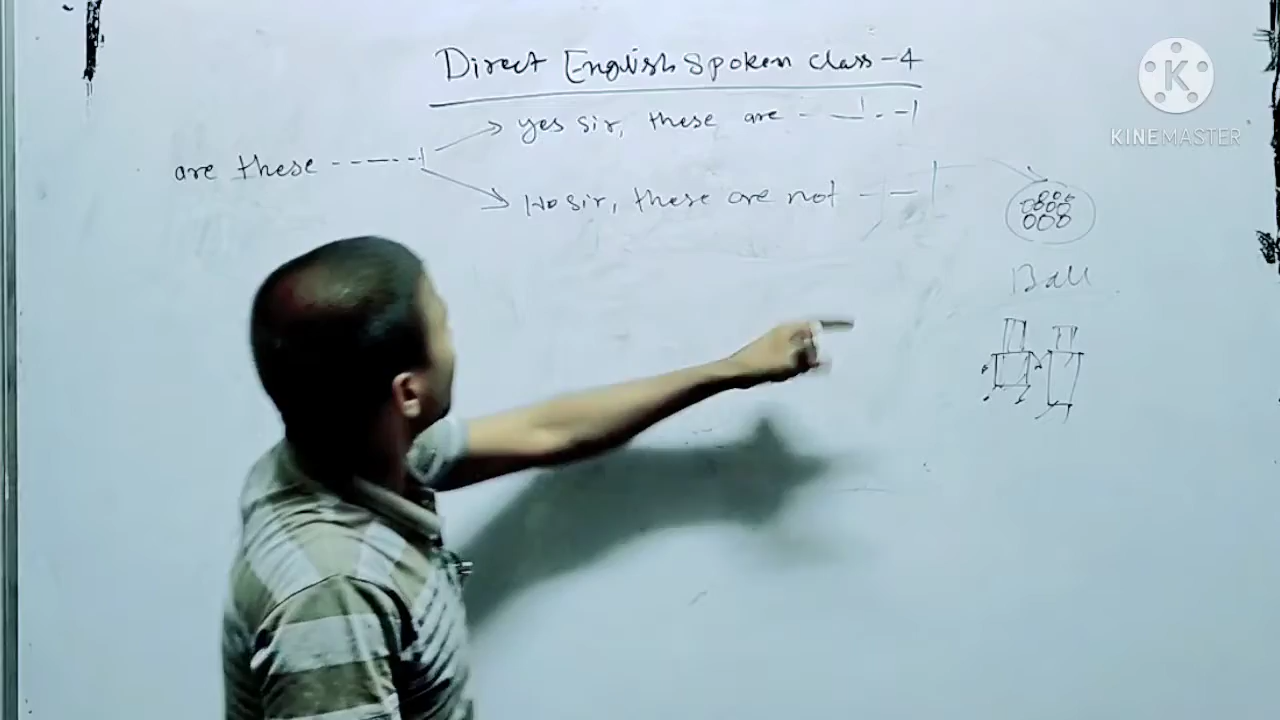 Direct English Spoken class-4
yes sir, these are - - - -
are these - - - - - -
No sir, these are not - - -
Ball
K
KINEMASTER